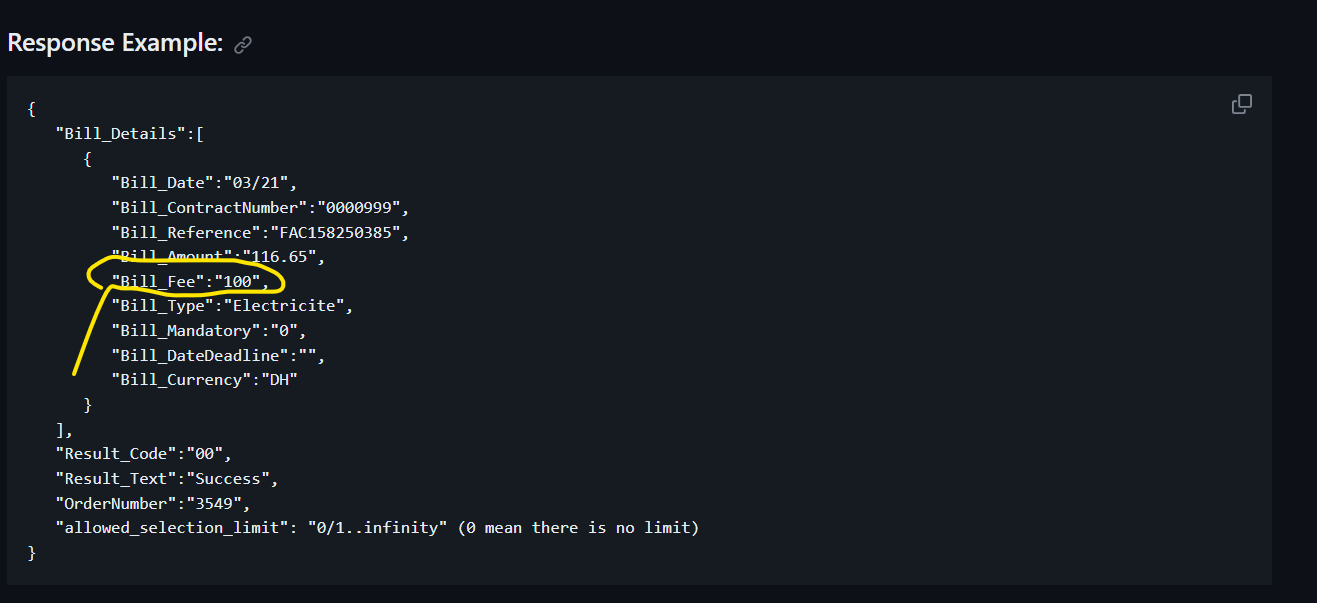 Response Example:
{
"Bill_Details":[
{
"Bill_Date":"03/21",
"Bill_ContractNumber":"0000999",
"Bill_Reference":"FAC158250385",
"Bill_Amount":"116.65",
"Bill_Fee":"100",
"Bill_Type":"Electricite",
"Bill_Mandatory":"0",
"Bill_DateDeadline":"",
"Bill_Currency":"DH"
}
],
"Result_Code":"00",
"Result_Text":"Success",
"OrderNumber":"3549",
"allowed_selection_limit": "0/1..infinity" (0 mean there is no limit)
}